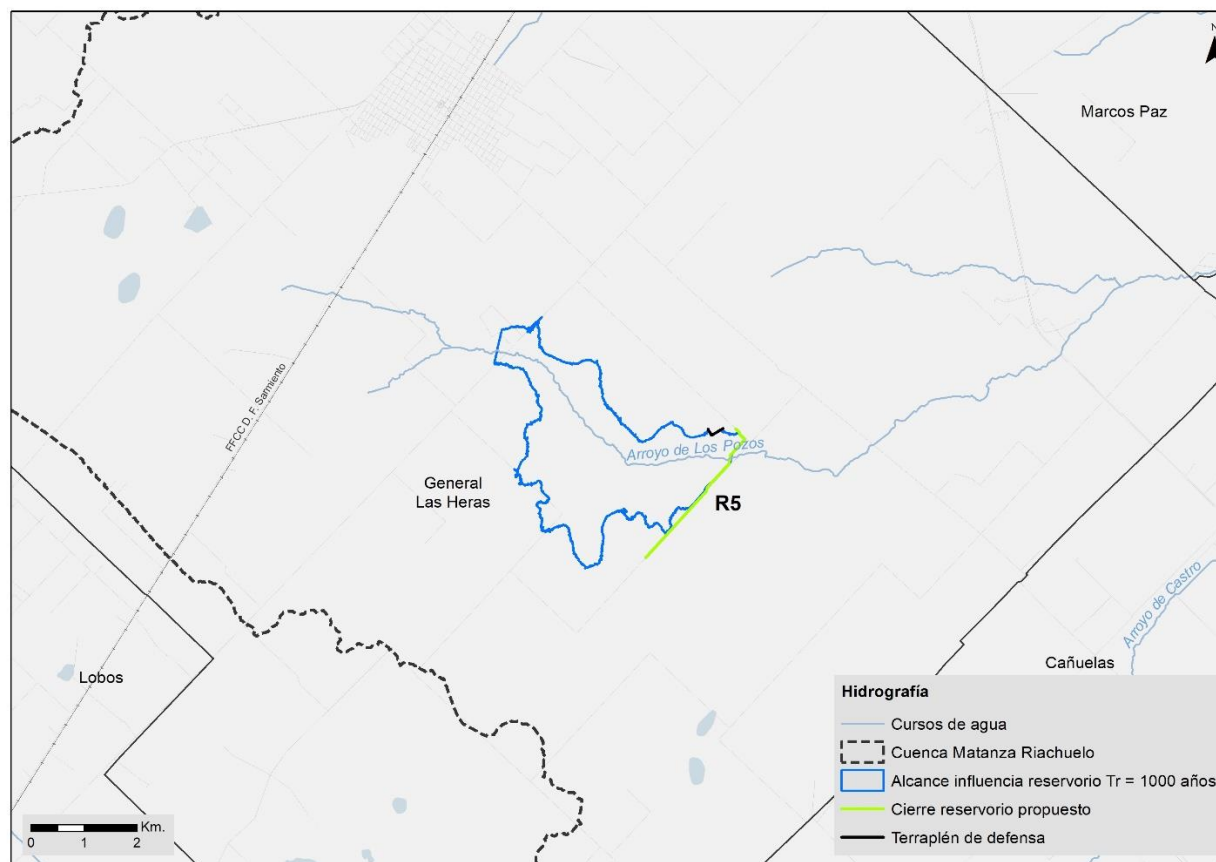 N
Marcos Paz
FFCC D. F. Sarmiento
Arroyo de Los Pozos
General
Las Heras
R5
Arroyo de Castro
Lobos
Cañuelas
Hidrografía
Cursos de agua
Cuenca Matanza Riachuelo
Alcance influencia reservorio Tr = 1000 años
Cierre reservorio propuesto
Terraplén de defensa
Km.
0 1 2